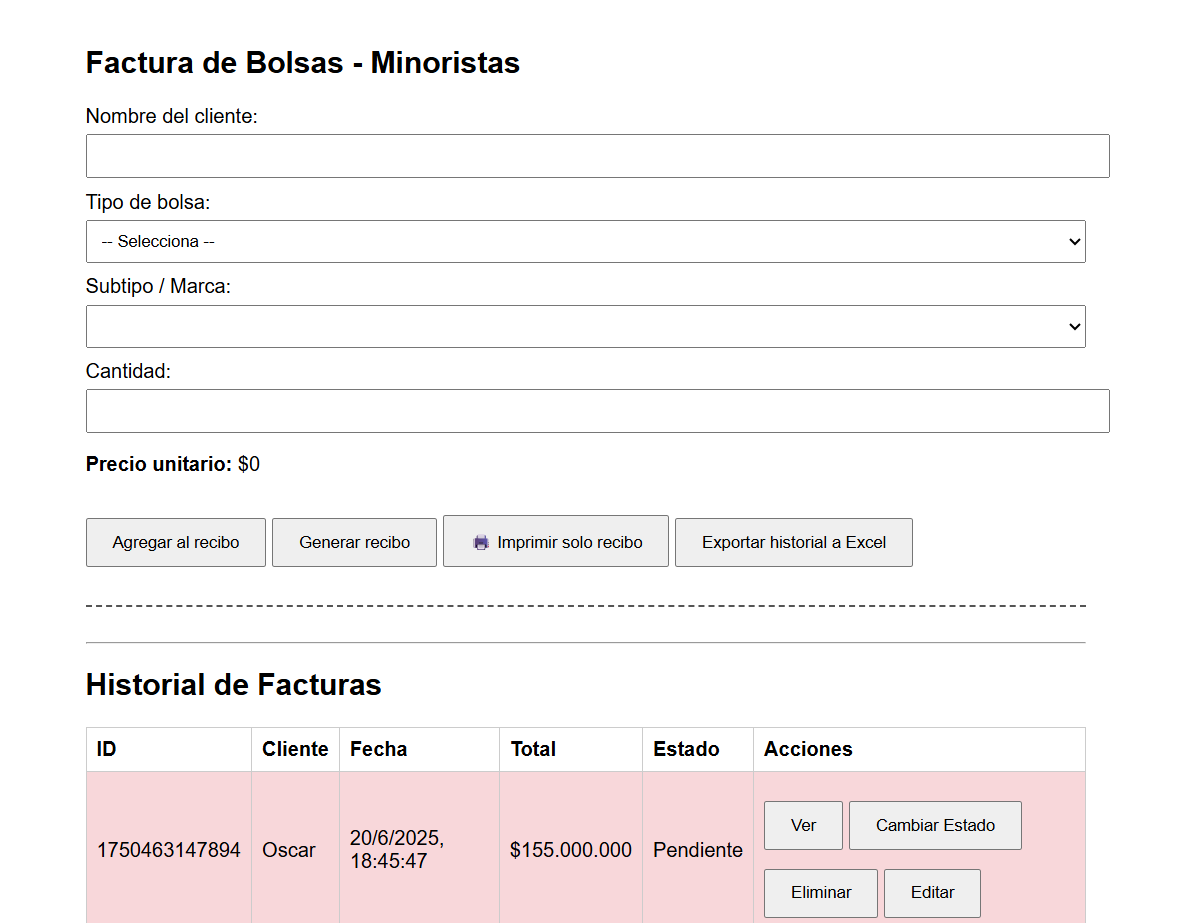 Factura de Bolsas - Minoristas
Nombre del cliente:
Tipo de bolsa:
-- Selecciona --
Subtipo / Marca:
Cantidad:
Precio unitario: $0
Agregar al recibo Generar recibo Imprimir solo recibo Exportar historial a Excel
Historial de Facturas
ID Cliente Fecha Total Estado Acciones
Ver Cambiar Estado
1750463147894 Oscar 20/6/2025, $155.000.000 Pendiente
18:45:47
Eliminar Editar